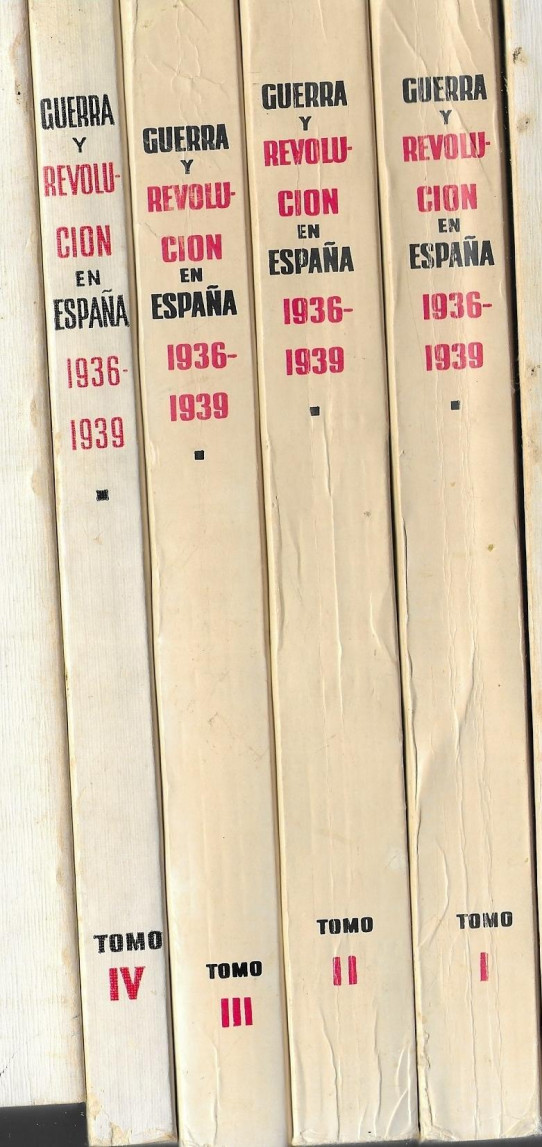 GUERRA
Y
REVOLU-
CION
EN
ESPAÑA
1936-
1939
TOMO
IV
GUERRA
Y
REVOLU-
CION
EN
ESPAÑA
1936-
1939
TOMO
III
GUERRA
Y
REVOLU-
CION
EN
ESPAÑA
1936-
1939
TOMO
II
GUERRA
Y
REVOLU-
CION
EN
ESPAÑA
1936-
1939
TOMO
I